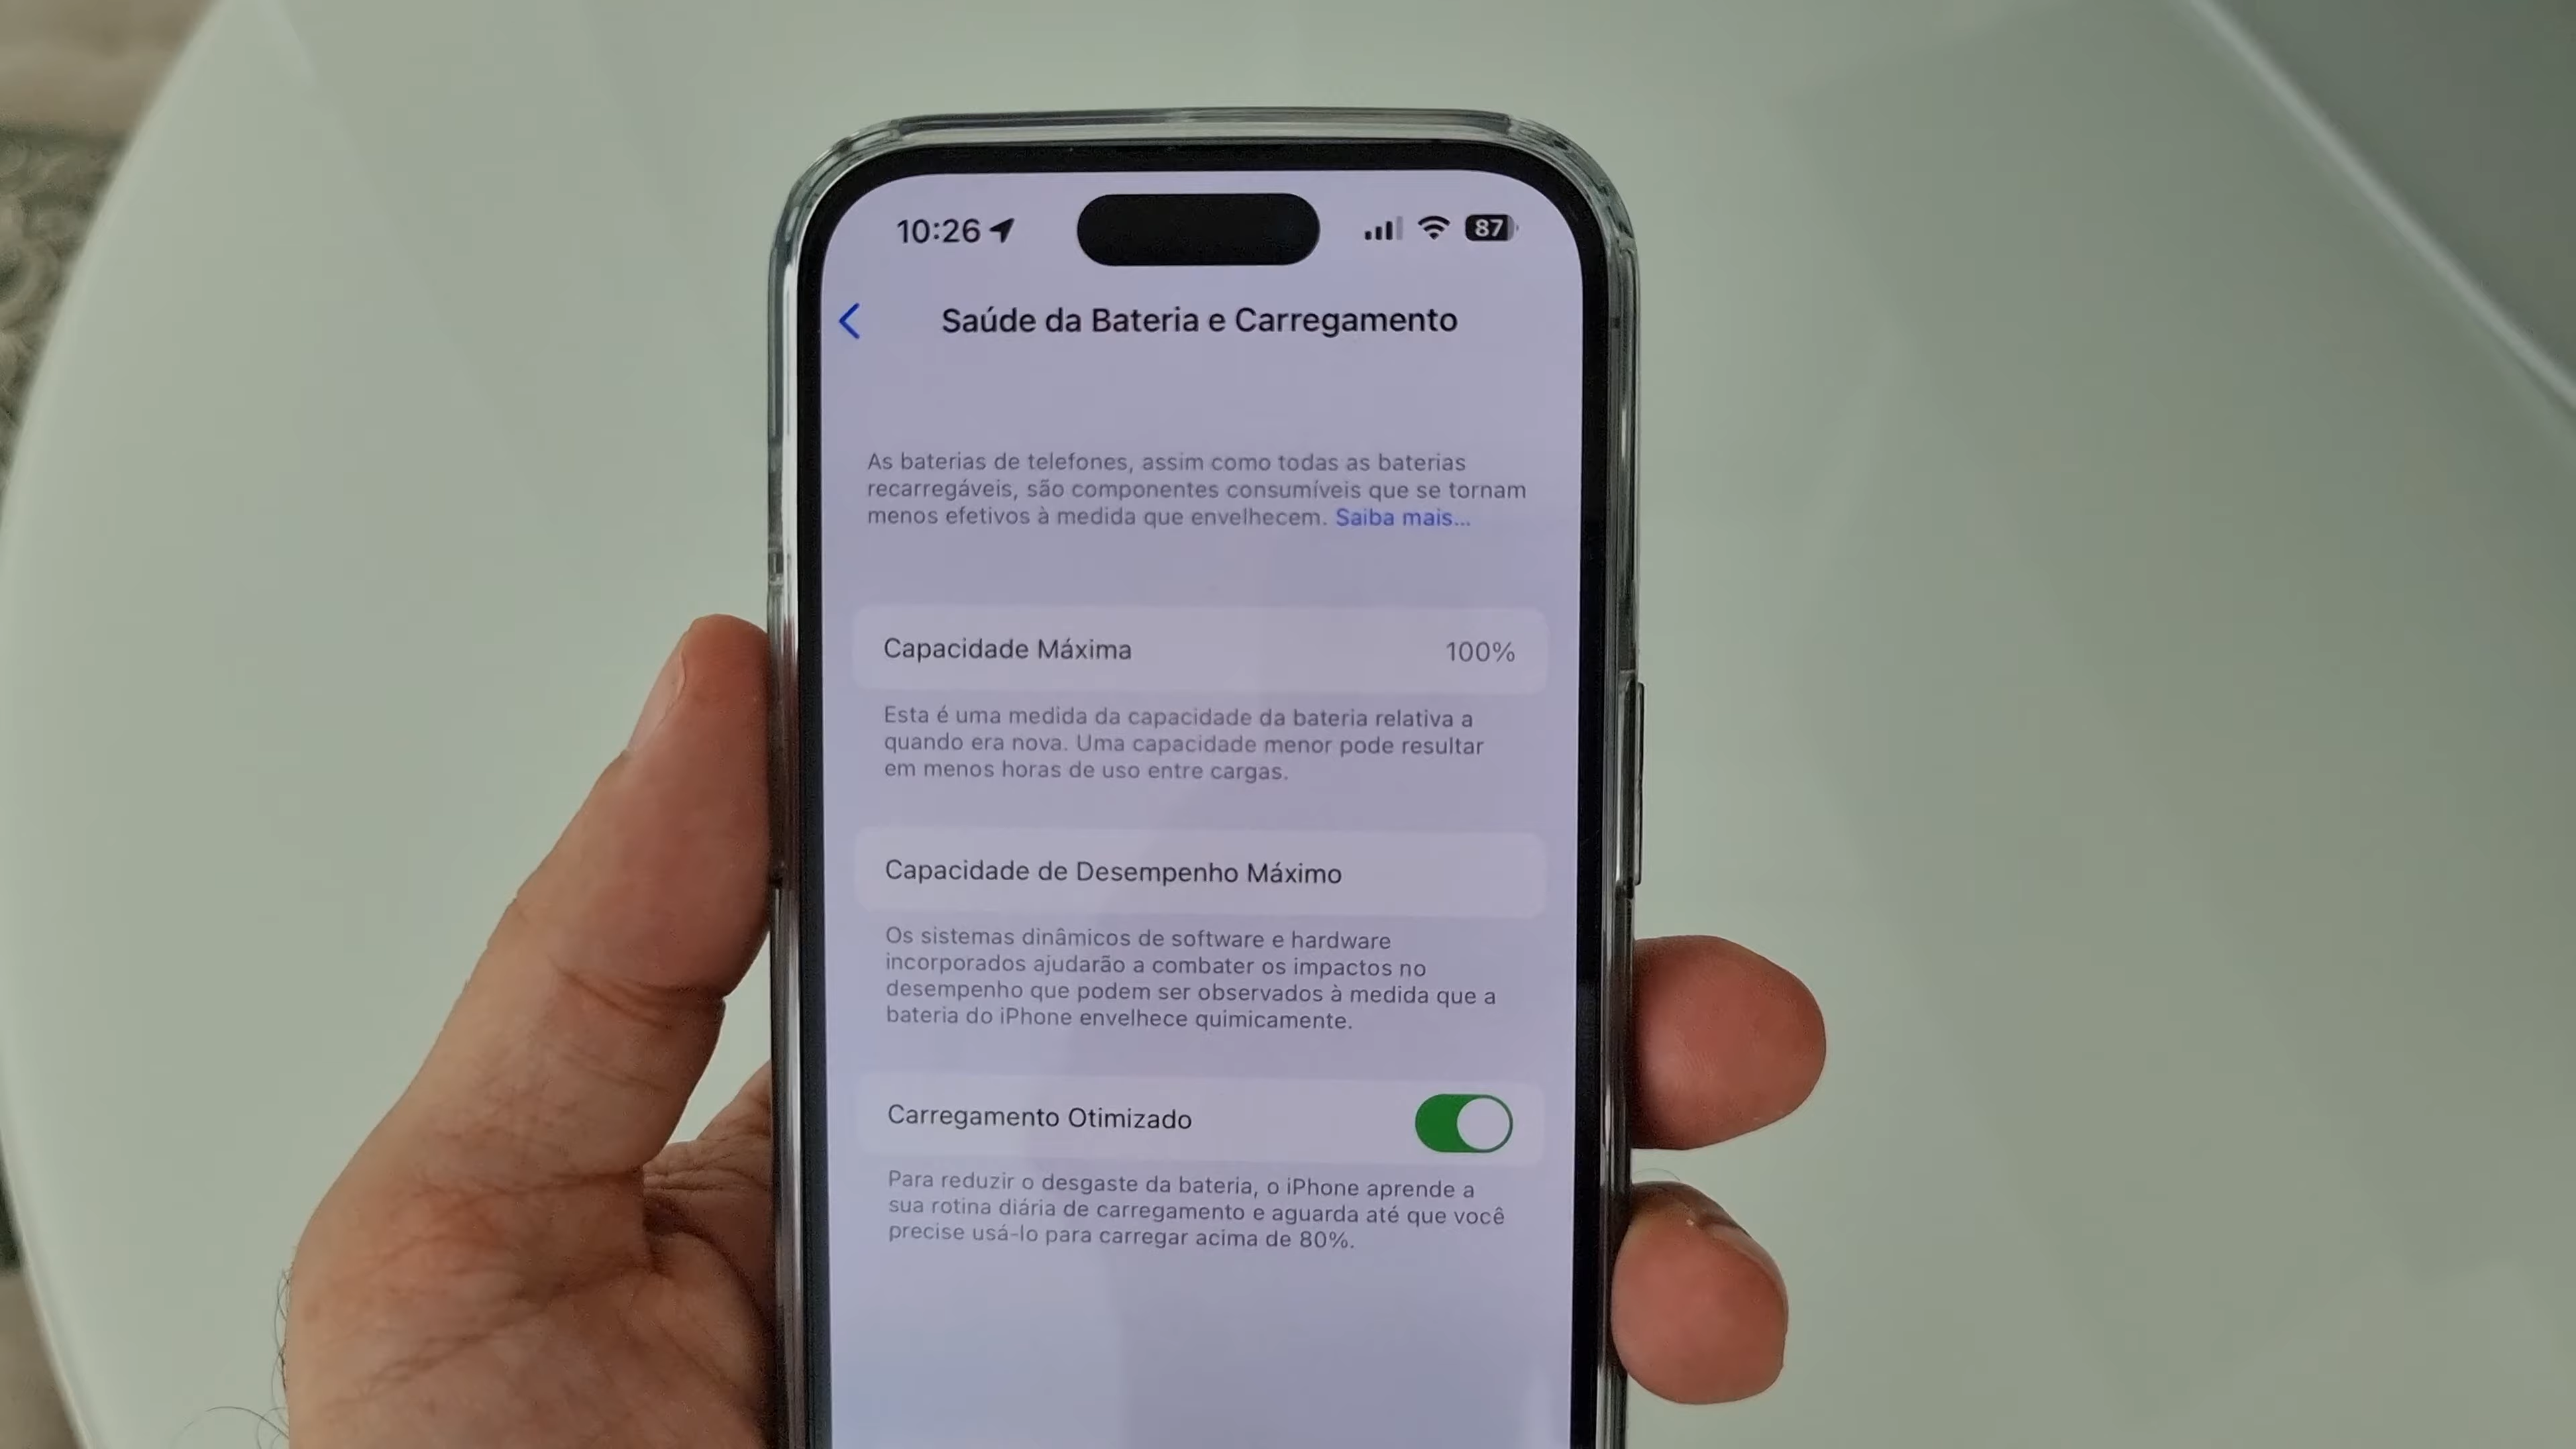 10:26
87
Saúde da Bateria e Carregamento
As baterias de telefones, assim como todas as baterias
recarregáveis, são componentes consumíveis que se tornam
menos efetivos à medida que envelhecem. Saiba mais...
Capacidade Máxima 100%
Esta é uma medida da capacidade da bateria relativa a
quando era nova. Uma capacidade menor pode resultar
em menos horas de uso entre cargas.
Capacidade de Desempenho Máximo
Os sistemas dinâmicos de software e hardware
incorporados ajudarão a combater os impactos no
desempenho que podem ser observados à medida que a
bateria do iPhone envelhece quimicamente.
Carregamento Otimizado
Para reduzir o desgaste da bateria, o iPhone aprende a
sua rotina diária de carregamento e aguarda até que você
precise usá-lo para carregar acima de 80%.